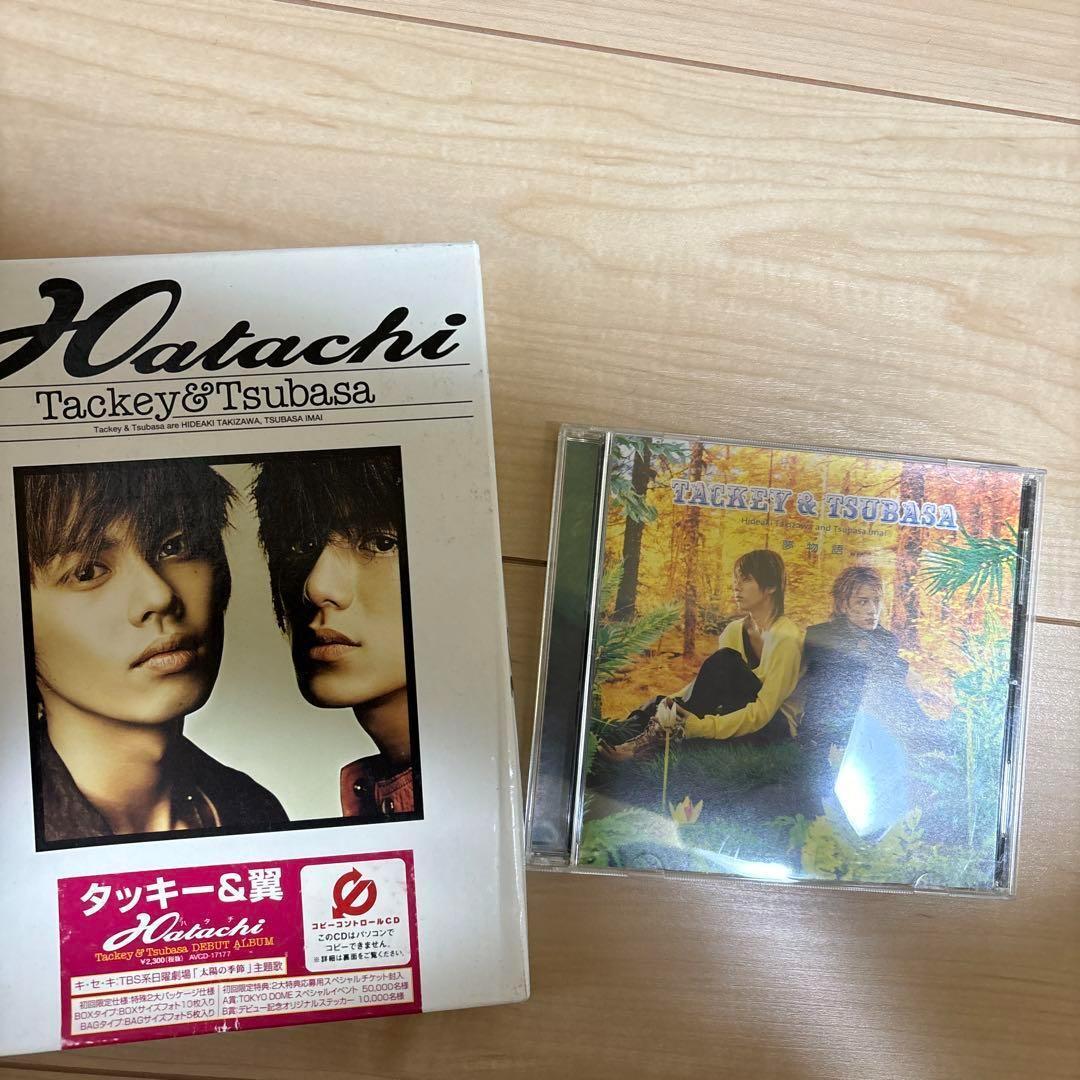 Hatachi
Tackey&Tsubasa
Tackey & Tsubasa are HIDEAKI TAKIZAWA, TSUBASA IMAI
タッキー&翼
ハタチ
Hatachi
Tackey & Tsubasa DEBUT ALBUM
¥2,300(税抜) AVCD-17177
コピーコントロールCD
このCDはパソコンで
コピーできません。
※詳細は裏面をご覧ください。
キ・セ・キ:TBS系日曜劇場「太陽の季節」主題歌
初回限定仕様:特殊2大パッケージ仕様
BOXタイプ:BOXサイズフォト10枚入り
BAGタイプ:BAGサイズフォト5枚入り
初回限定特典:2大特典応募用スペシャルチケット封入
A賞:TOKYO DOME スペシャルイベント 50,000名様
B賞:デビュー記念オリジナルステッカー 10,000名様
TACKEY & TSUBASA
Hideaki Takizawa and Tsubasa Imai
夢物語